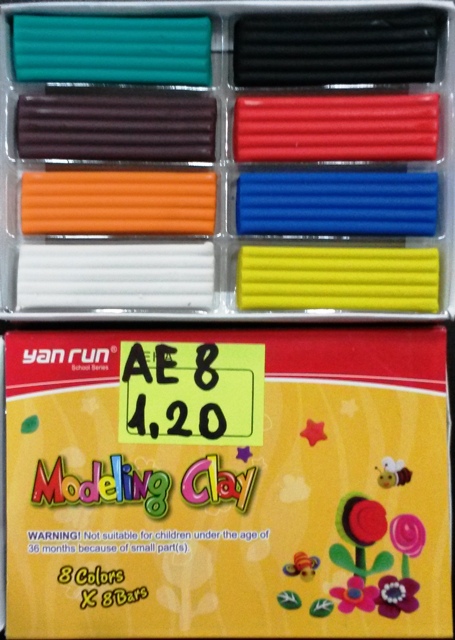 yan run®
School Series
AE 8
1.20
Modeling Clay
WARNING! Not suitable for children under the age of
36 months because of small part(s).
8 Colors
X 8 Bars